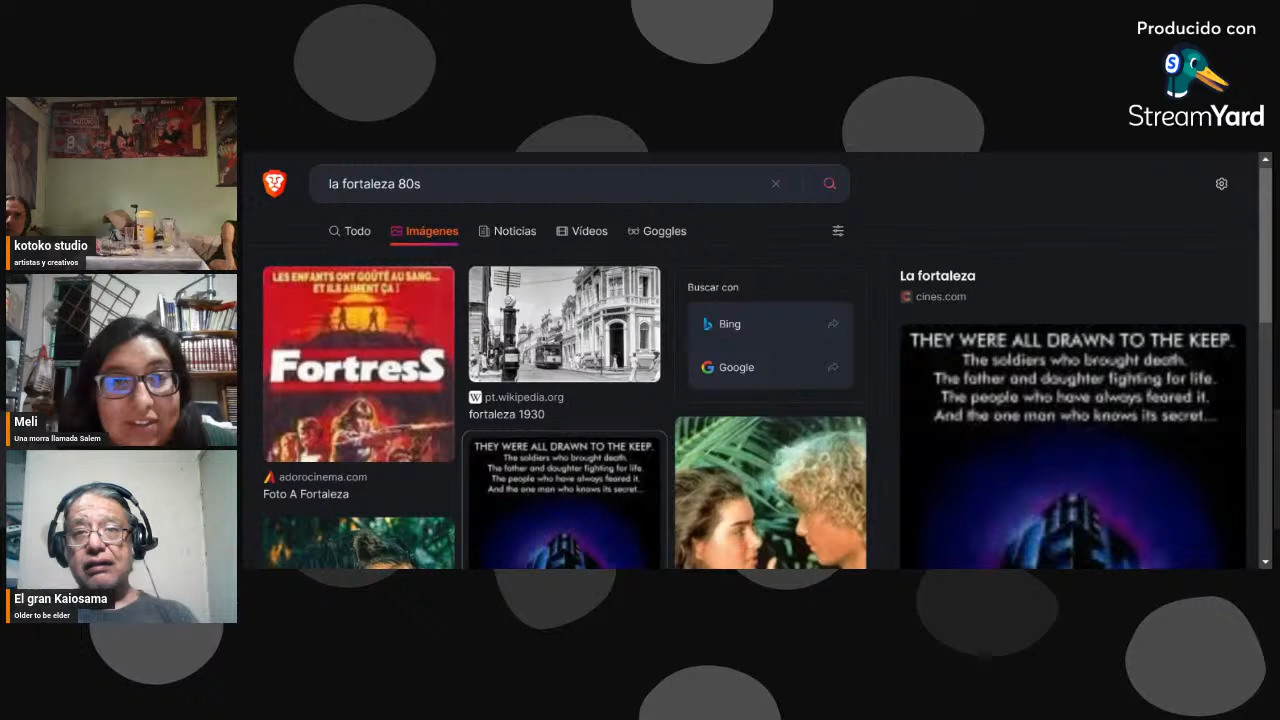 Producido con
StreamYard
kotoko studio
artistas y creativos
Meli
Una morra llamada Salem
El gran Kaiosama
Older to be elder
la fortaleza 80s
Todo
Imágenes
Noticias
Vídeos
Goggles
LES ENFANTS ONT GOÛTÉ AU SANG...
ET ILS AIMENT ÇA !
FORTRESS
adorocinema.com
Foto A Fortaleza
pt.wikipedia.org
fortaleza 1930
THEY WERE ALL DRAWN TO THE KEEP.
The soldiers who brought death.
The father and daughter fighting for life.
The people who have always feared it.
And the one man who knows its secret...
Buscar con
Bing
Google
La fortaleza
cines.com
THEY WERE ALL DRAWN TO THE KEEP.
The soldiers who brought death.
The father and daughter fighting for life.
The people who have always feared it.
And the one man who knows its secret...